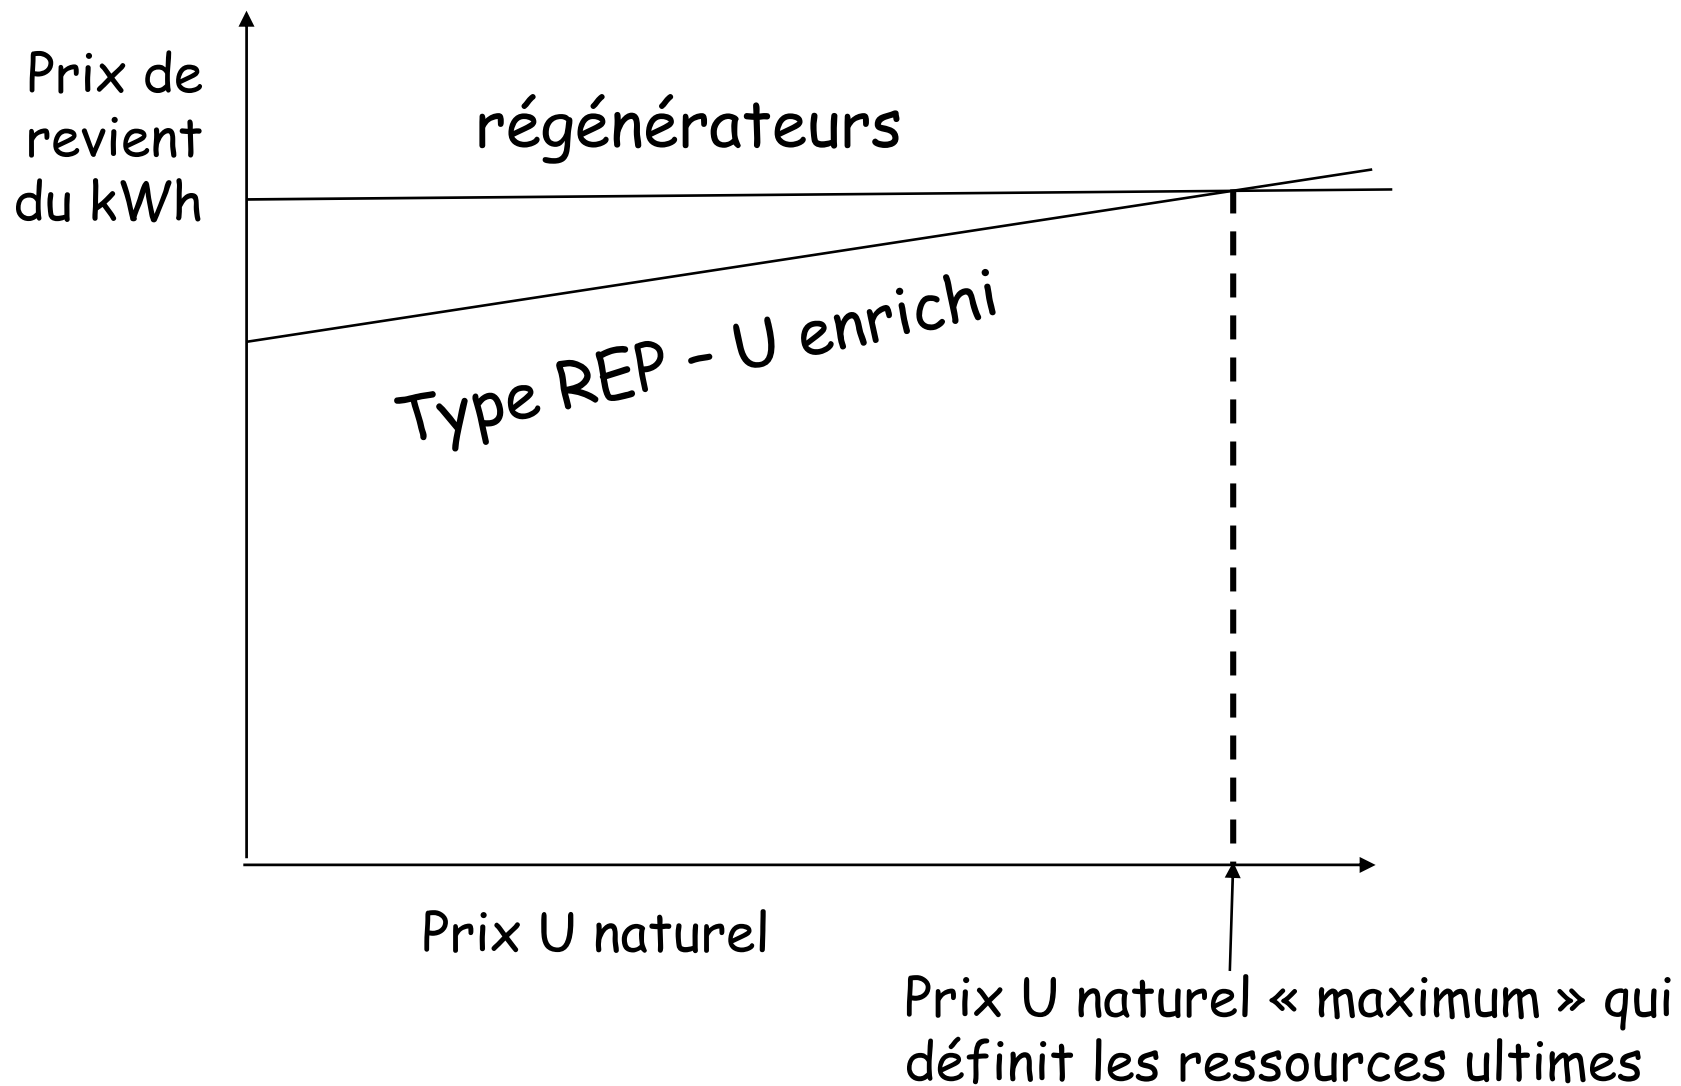 Prix de
revient
du kWh
régénérateurs
Type REP - U enrichi
Prix U naturel
Prix U naturel « maximum » qui
définit les ressources ultimes